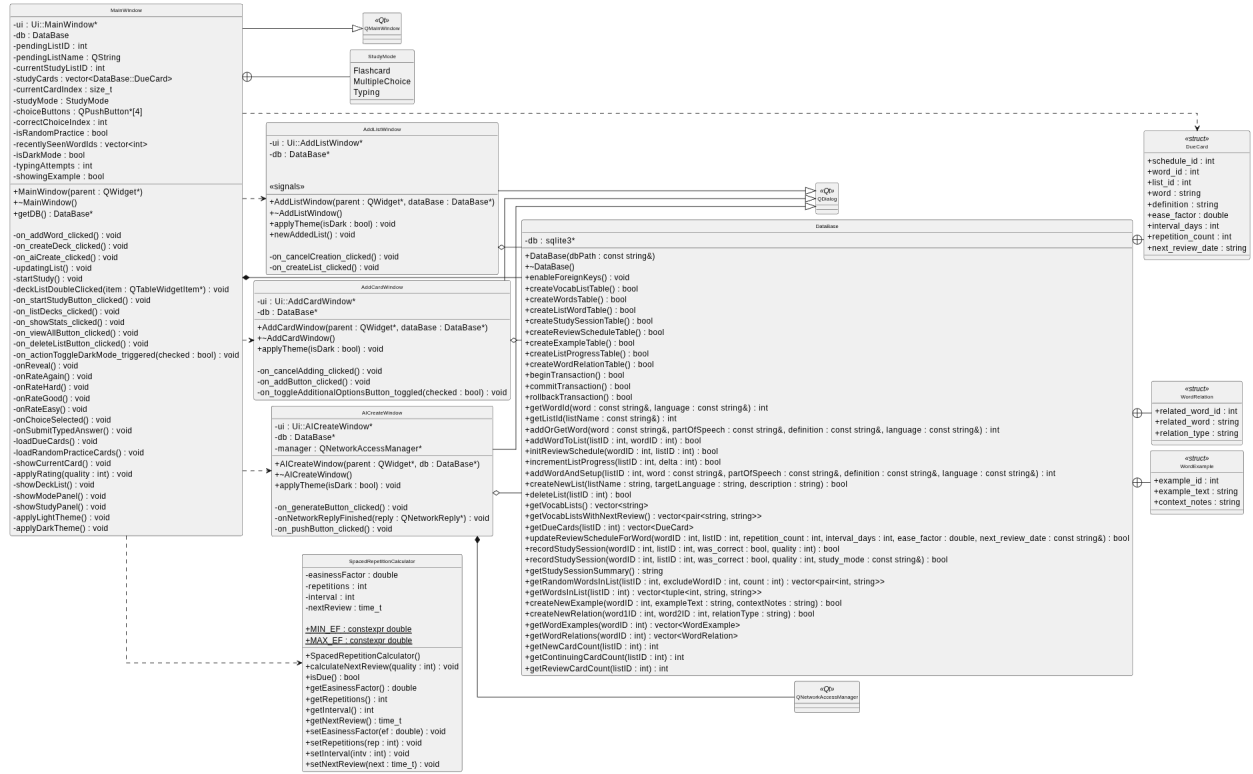 MainWindow
-ui : Ui::MainWindow*
-db : DataBase
-pendingListID : int
-pendingListName : QString
-currentStudyListID : int
-studyCards : vector<DataBase::DueCard>
-currentCardIndex : size_t
-studyMode : StudyMode
-choiceButtons : QPushButton*[4]
-correctChoiceIndex : int
-isRandomPractice : bool
-recentlySeenWordIds : vector<int>
-isDarkMode : bool
-typingAttempts : int
-showingExample : bool
+MainWindow(parent : QWidget*)
+~MainWindow()
+getDB() : DataBase*
-on_addWord_clicked() : void
-on_createDeck_clicked() : void
-on_aiCreate_clicked() : void
-updatingList() : void
-startStudy() : void
-deckListDoubleClicked(item : QTableWidgetItem*) : void
-on_startStudyButton_clicked() : void
-on_listDecks_clicked() : void
-on_showStats_clicked() : void
-on_viewAllButton_clicked() : void
-on_deleteListButton_clicked() : void
-on_actionToggleDarkMode_triggered(checked : bool) : void
-onReveal() : void
-onRateAgain() : void
-onRateHard() : void
-onRateGood() : void
-onRateEasy() : void
-onChoiceSelected() : void
-onSubmitTypedAnswer() : void
-loadDueCards() : void
-loadRandomPracticeCards() : void
-showCurrentCard() : void
-applyRating(quality : int) : void
-showDeckList() : void
-showModePanel() : void
-showStudyPanel() : void
-applyLightTheme() : void
-applyDarkTheme() : void
«Qt»
QMainWindow
StudyMode
Flashcard
MultipleChoice
Typing
AddListWindow
-ui : Ui::AddListWindow*
-db : DataBase*
«signals»
+AddListWindow(parent : QWidget*, dataBase : DataBase*)
+~AddListWindow()
+applyTheme(isDark : bool) : void
+newAddedList() : void
-on_cancelCreation_clicked() : void
-on_createList_clicked() : void
AddCardWindow
-ui : Ui::AddCardWindow*
-db : DataBase*
+AddCardWindow(parent : QWidget*, dataBase : DataBase*)
+~AddCardWindow()
+applyTheme(isDark : bool) : void
-on_cancelAdding_clicked() : void
-on_addButton_clicked() : void
-on_toggleAdditionalOptionsButton_toggled(checked : bool) : void
AICreateWindow
-ui : Ui::AICreateWindow*
-db : DataBase*
-manager : QNetworkAccessManager*
+AICreateWindow(parent : QWidget*, db : DataBase*)
+~AICreateWindow()
+applyTheme(isDark : bool) : void
-on_generateButton_clicked() : void
-onNetworkReplyFinished(reply : QNetworkReply*) : void
-on_pushButton_clicked() : void
SpacedRepetitionCalculator
-easinessFactor : double
-repetitions : int
-interval : int
-nextReview : time_t
+MIN_EF : constexpr double
+MAX_EF : constexpr double
+SpacedRepetitionCalculator()
+calculateNextReview(quality : int) : void
+isDue() : bool
+getEasinessFactor() : double
+getRepetitions() : int
+getInterval() : int
+getNextReview() : time_t
+setEasinessFactor(ef : double) : void
+setRepetitions(rep : int) : void
+setInterval(intv : int) : void
+setNextReview(next : time_t) : void
«Qt»
QDialog
DataBase
-db : sqlite3*
+DataBase(dbPath : const string&)
+~DataBase()
+enableForeignKeys() : void
+createVocabListTable() : bool
+createWordsTable() : bool
+createListWordTable() : bool
+createStudySessionTable() : bool
+createReviewScheduleTable() : bool
+createExampleTable() : bool
+createListProgressTable() : bool
+createWordRelationTable() : bool
+beginTransaction() : bool
+commitTransaction() : bool
+rollbackTransaction() : bool
+getWordId(word : const string&, language : const string&) : int
+getListId(listName : const string&) : int
+addOrGetWord(word : const string&, partOfSpeech : const string&, definition : const string&, language : const string&) : int
+addWordToList(listID : int, wordID : int) : bool
+initReviewSchedule(wordID : int, listID : int) : bool
+incrementListProgress(listID : int, delta : int) : bool
+addWordAndSetup(listID : int, word : const string&, partOfSpeech : const string&, definition : const string&, language : const string&) : int
+createNewList(listName : string, targetLanguage : string, description : string) : bool
+deleteList(listID : int) : bool
+getVocabLists() : vector<string>
+getVocabListsWithNextReview() : vector<pair<string, string>>
+getDueCards(listID : int) : vector<DueCard>
+updateReviewScheduleForWord(wordID : int, listID : int, repetition_count : int, interval_days : int, ease_factor : double, next_review_date : const string&) : bool
+recordStudySession(wordID : int, listID : int, was_correct : bool, quality : int) : bool
+recordStudySession(wordID : int, listID : int, was_correct : bool, quality : int, study_mode : const string&) : bool
+getStudySessionSummary() : string
+getRandomWordsInList(listID : int, excludeWordID : int, count : int) : vector<pair<int, string>>
+getWordsInList(listID : int) : vector<tuple<int, string, string>>
+createNewExample(wordID : int, exampleText : string, contextNotes : string) : bool
+createNewRelation(word1ID : int, word2ID : int, relationType : string) : bool
+getWordExamples(wordID : int) : vector<WordExample>
+getWordRelations(wordID : int) : vector<WordRelation>
+getNewCardCount(listID : int) : int
+getContinuingCardCount(listID : int) : int
+getReviewCardCount(listID : int) : int
«Qt»
QNetworkAccessManager
«struct»
DueCard
+schedule_id : int
+word_id : int
+list_id : int
+word : string
+definition : string
+ease_factor : double
+interval_days : int
+repetition_count : int
+next_review_date : string
«struct»
WordRelation
+related_word_id : int
+related_word : string
+relation_type : string
«struct»
WordExample
+example_id : int
+example_text : string
+context_notes : string